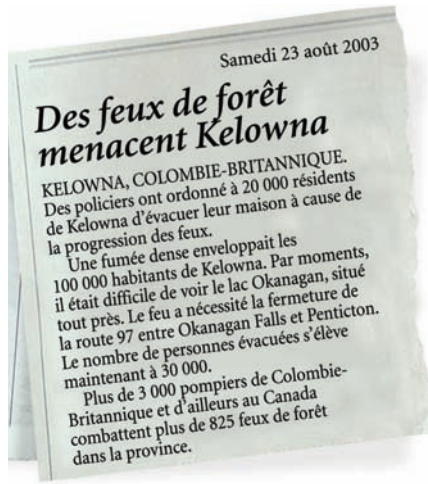 Samedi 23 août 2003
Des feux de forêt
menacent Kelowna
KELOWNA, COLOMBIE-BRITANNIQUE.
Des policiers ont ordonné à 20 000 résidents
de Kelowna d'évacuer leur maison à cause de
la progression des feux.
Une fumée dense enveloppait les
100 000 habitants de Kelowna. Par moments,
il était difficile de voir le lac Okanagan, situé
tout près. Le feu a nécessité la fermeture de
la route 97 entre Okanagan Falls et Penticton.
Le nombre de personnes évacuées s'élève
maintenant à 30 000.
Plus de 3 000 pompiers de Colombie-
Britannique et d'ailleurs au Canada
combattent plus de 825 feux de forêt
dans la province.